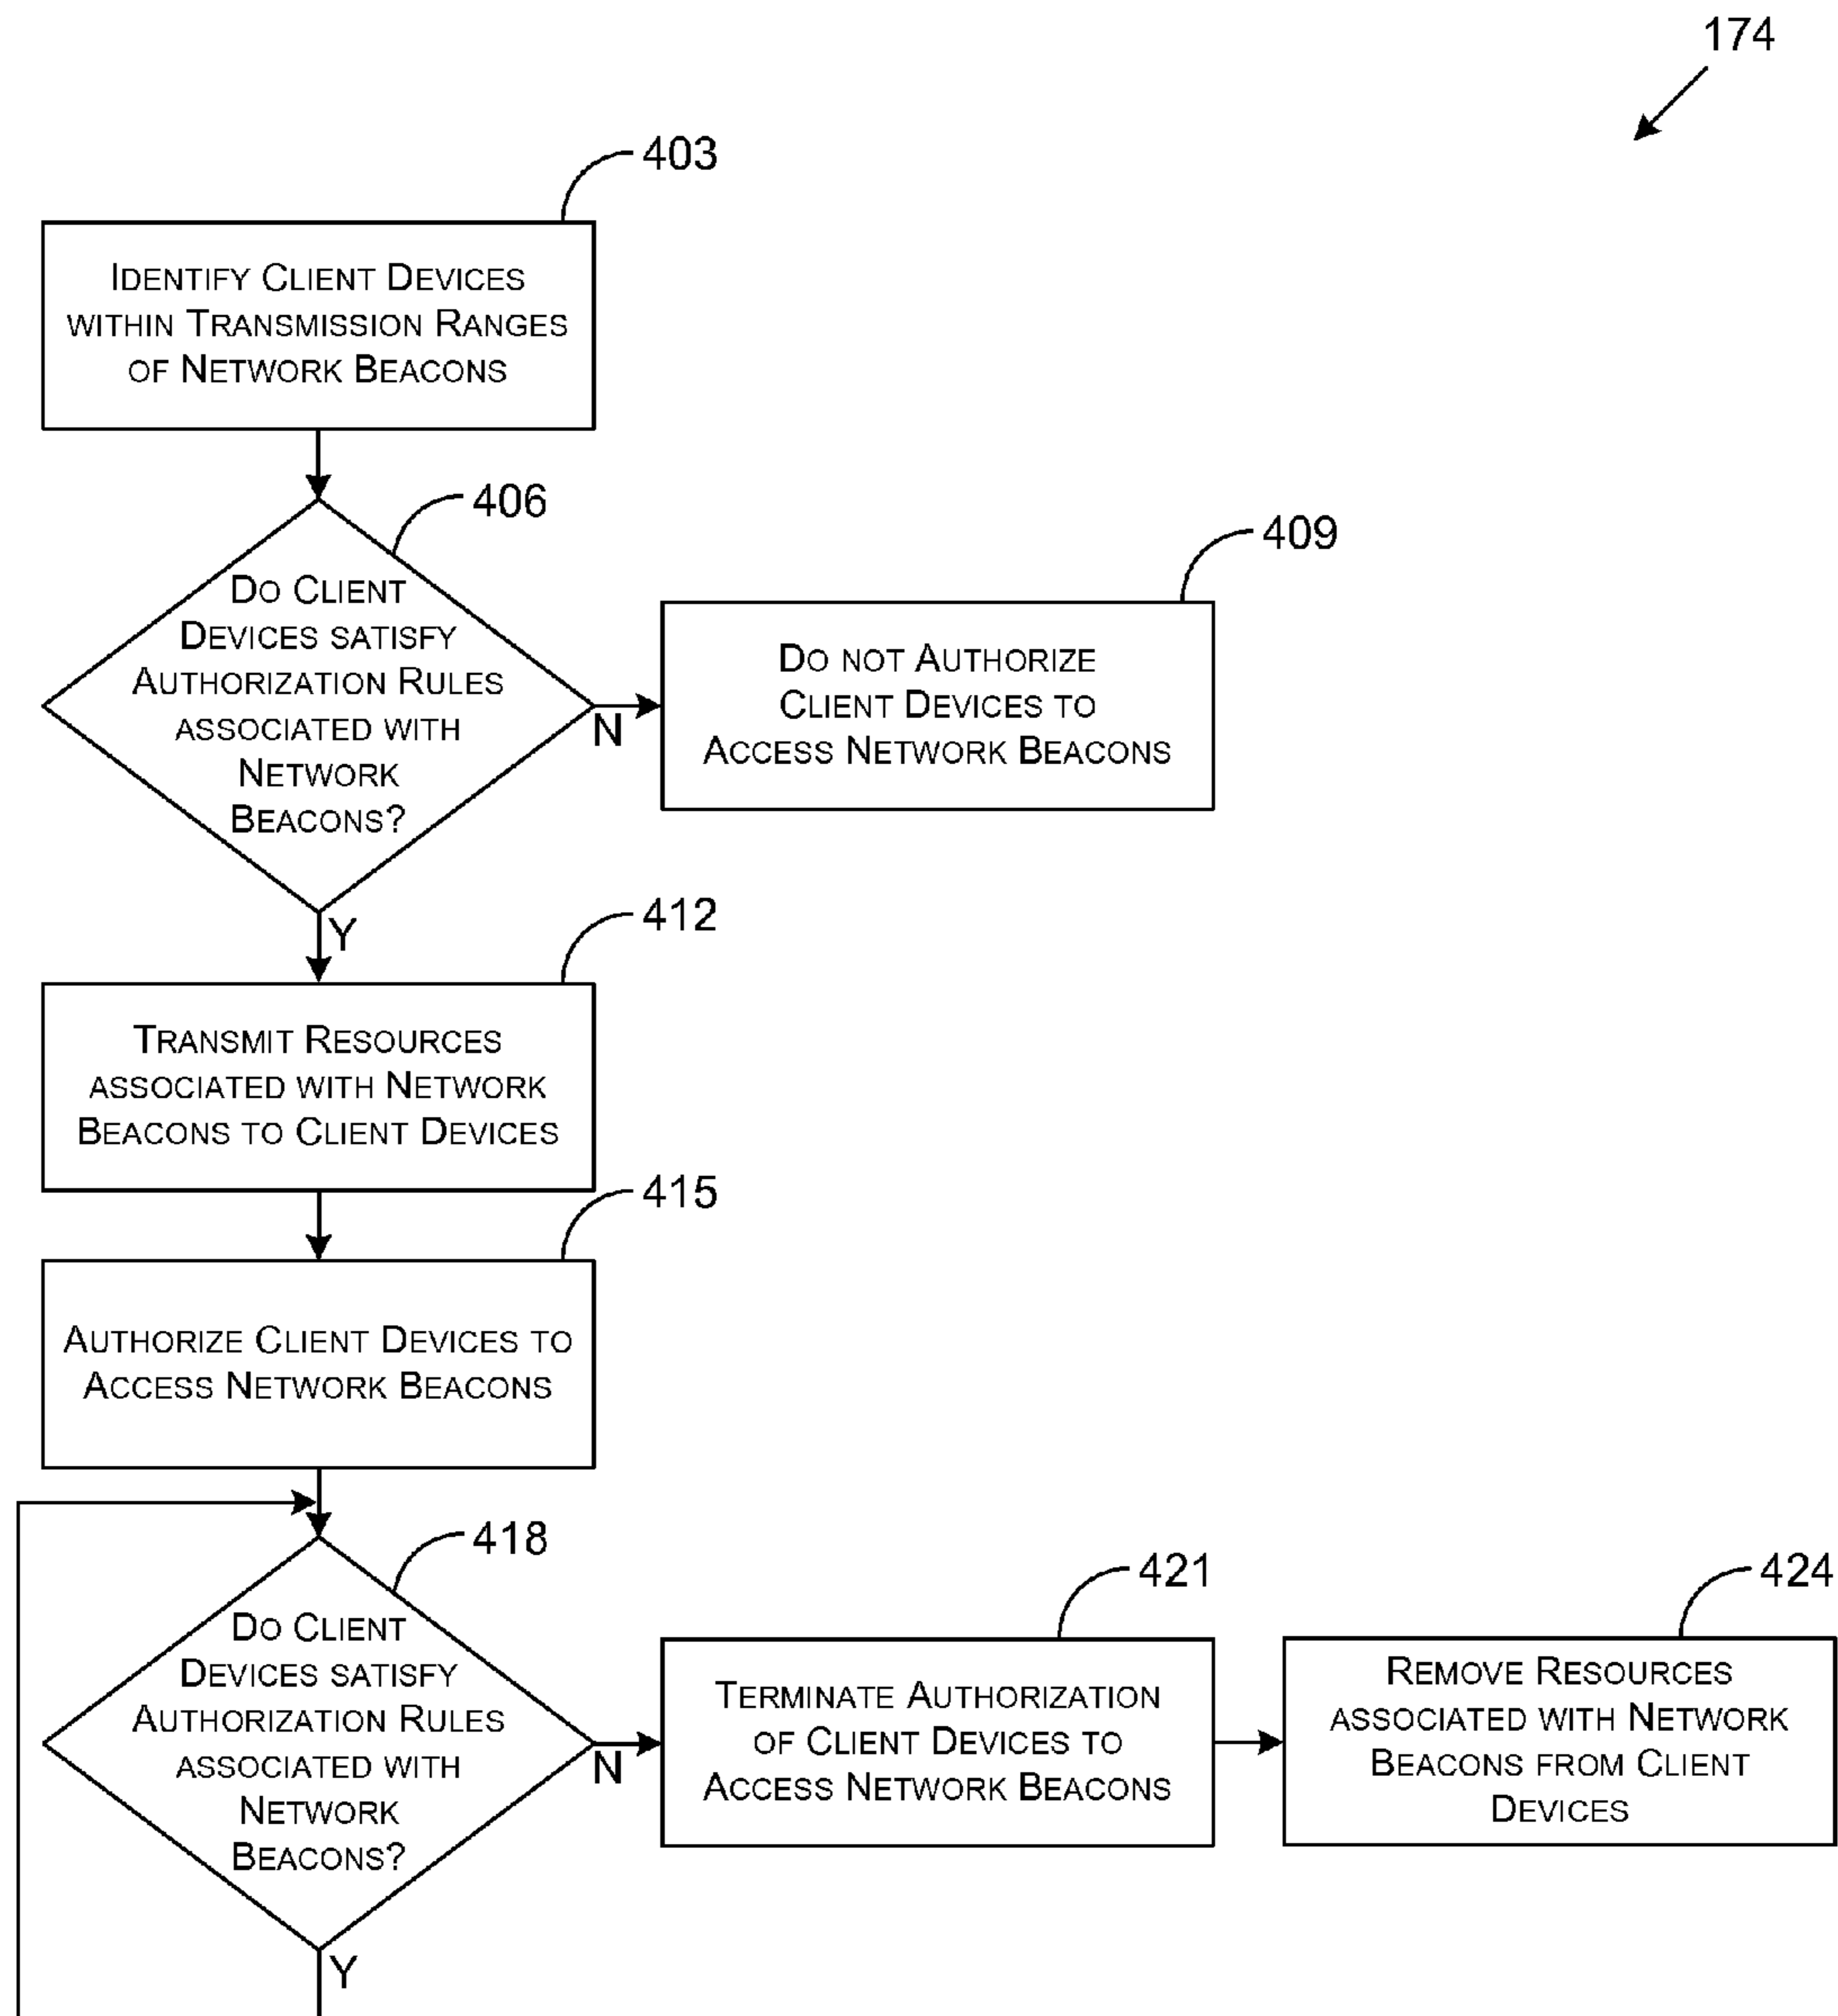 174
403
Identify Client Devices
within Transmission Ranges
of Network Beacons
406
Do Client
Devices satisfy
Authorization Rules
associated with
Network
Beacons?
N
409
Do not Authorize
Client Devices to
Access Network Beacons
Y
412
Transmit Resources
associated with Network
Beacons to Client Devices
415
Authorize Client Devices to
Access Network Beacons
418
Do Client
Devices satisfy
Authorization Rules
associated with
Network
Beacons?
N
421
Terminate Authorization
of Client Devices to
Access Network Beacons
424
Remove Resources
associated with Network
Beacons from Client
Devices
Y